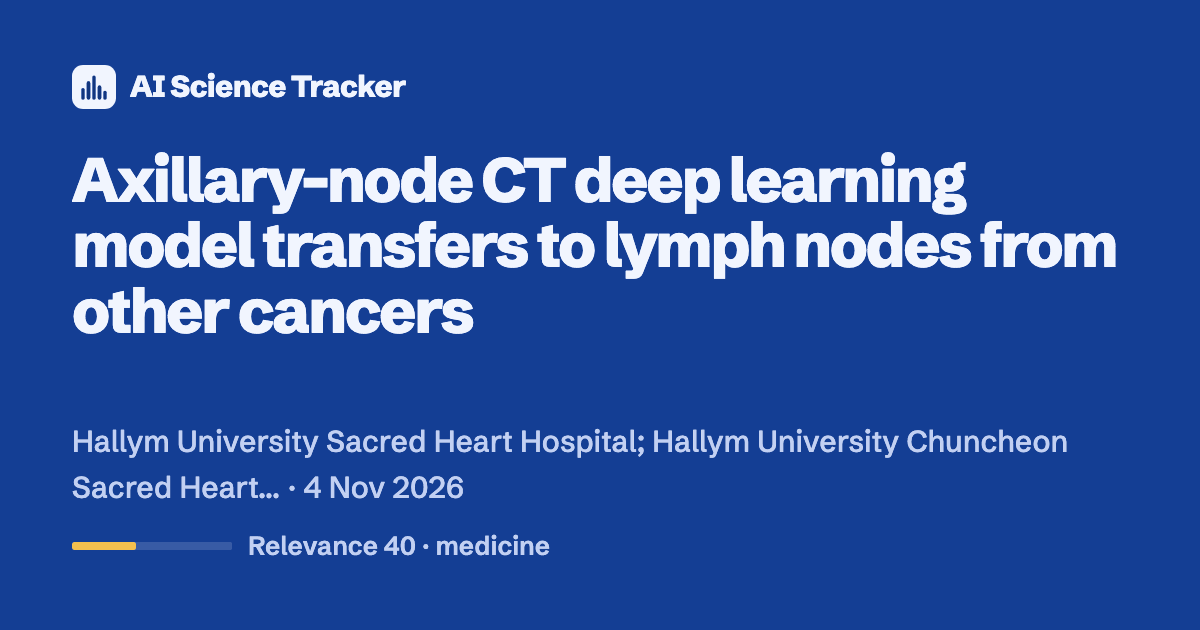 AI Science Tracker
Axillary-node CT deep learning
model transfers to lymph nodes from
other cancers
Hallym University Sacred Heart Hospital; Hallym University Chuncheon
Sacred Heart... · 4 Nov 2026
Relevance 40 · medicine